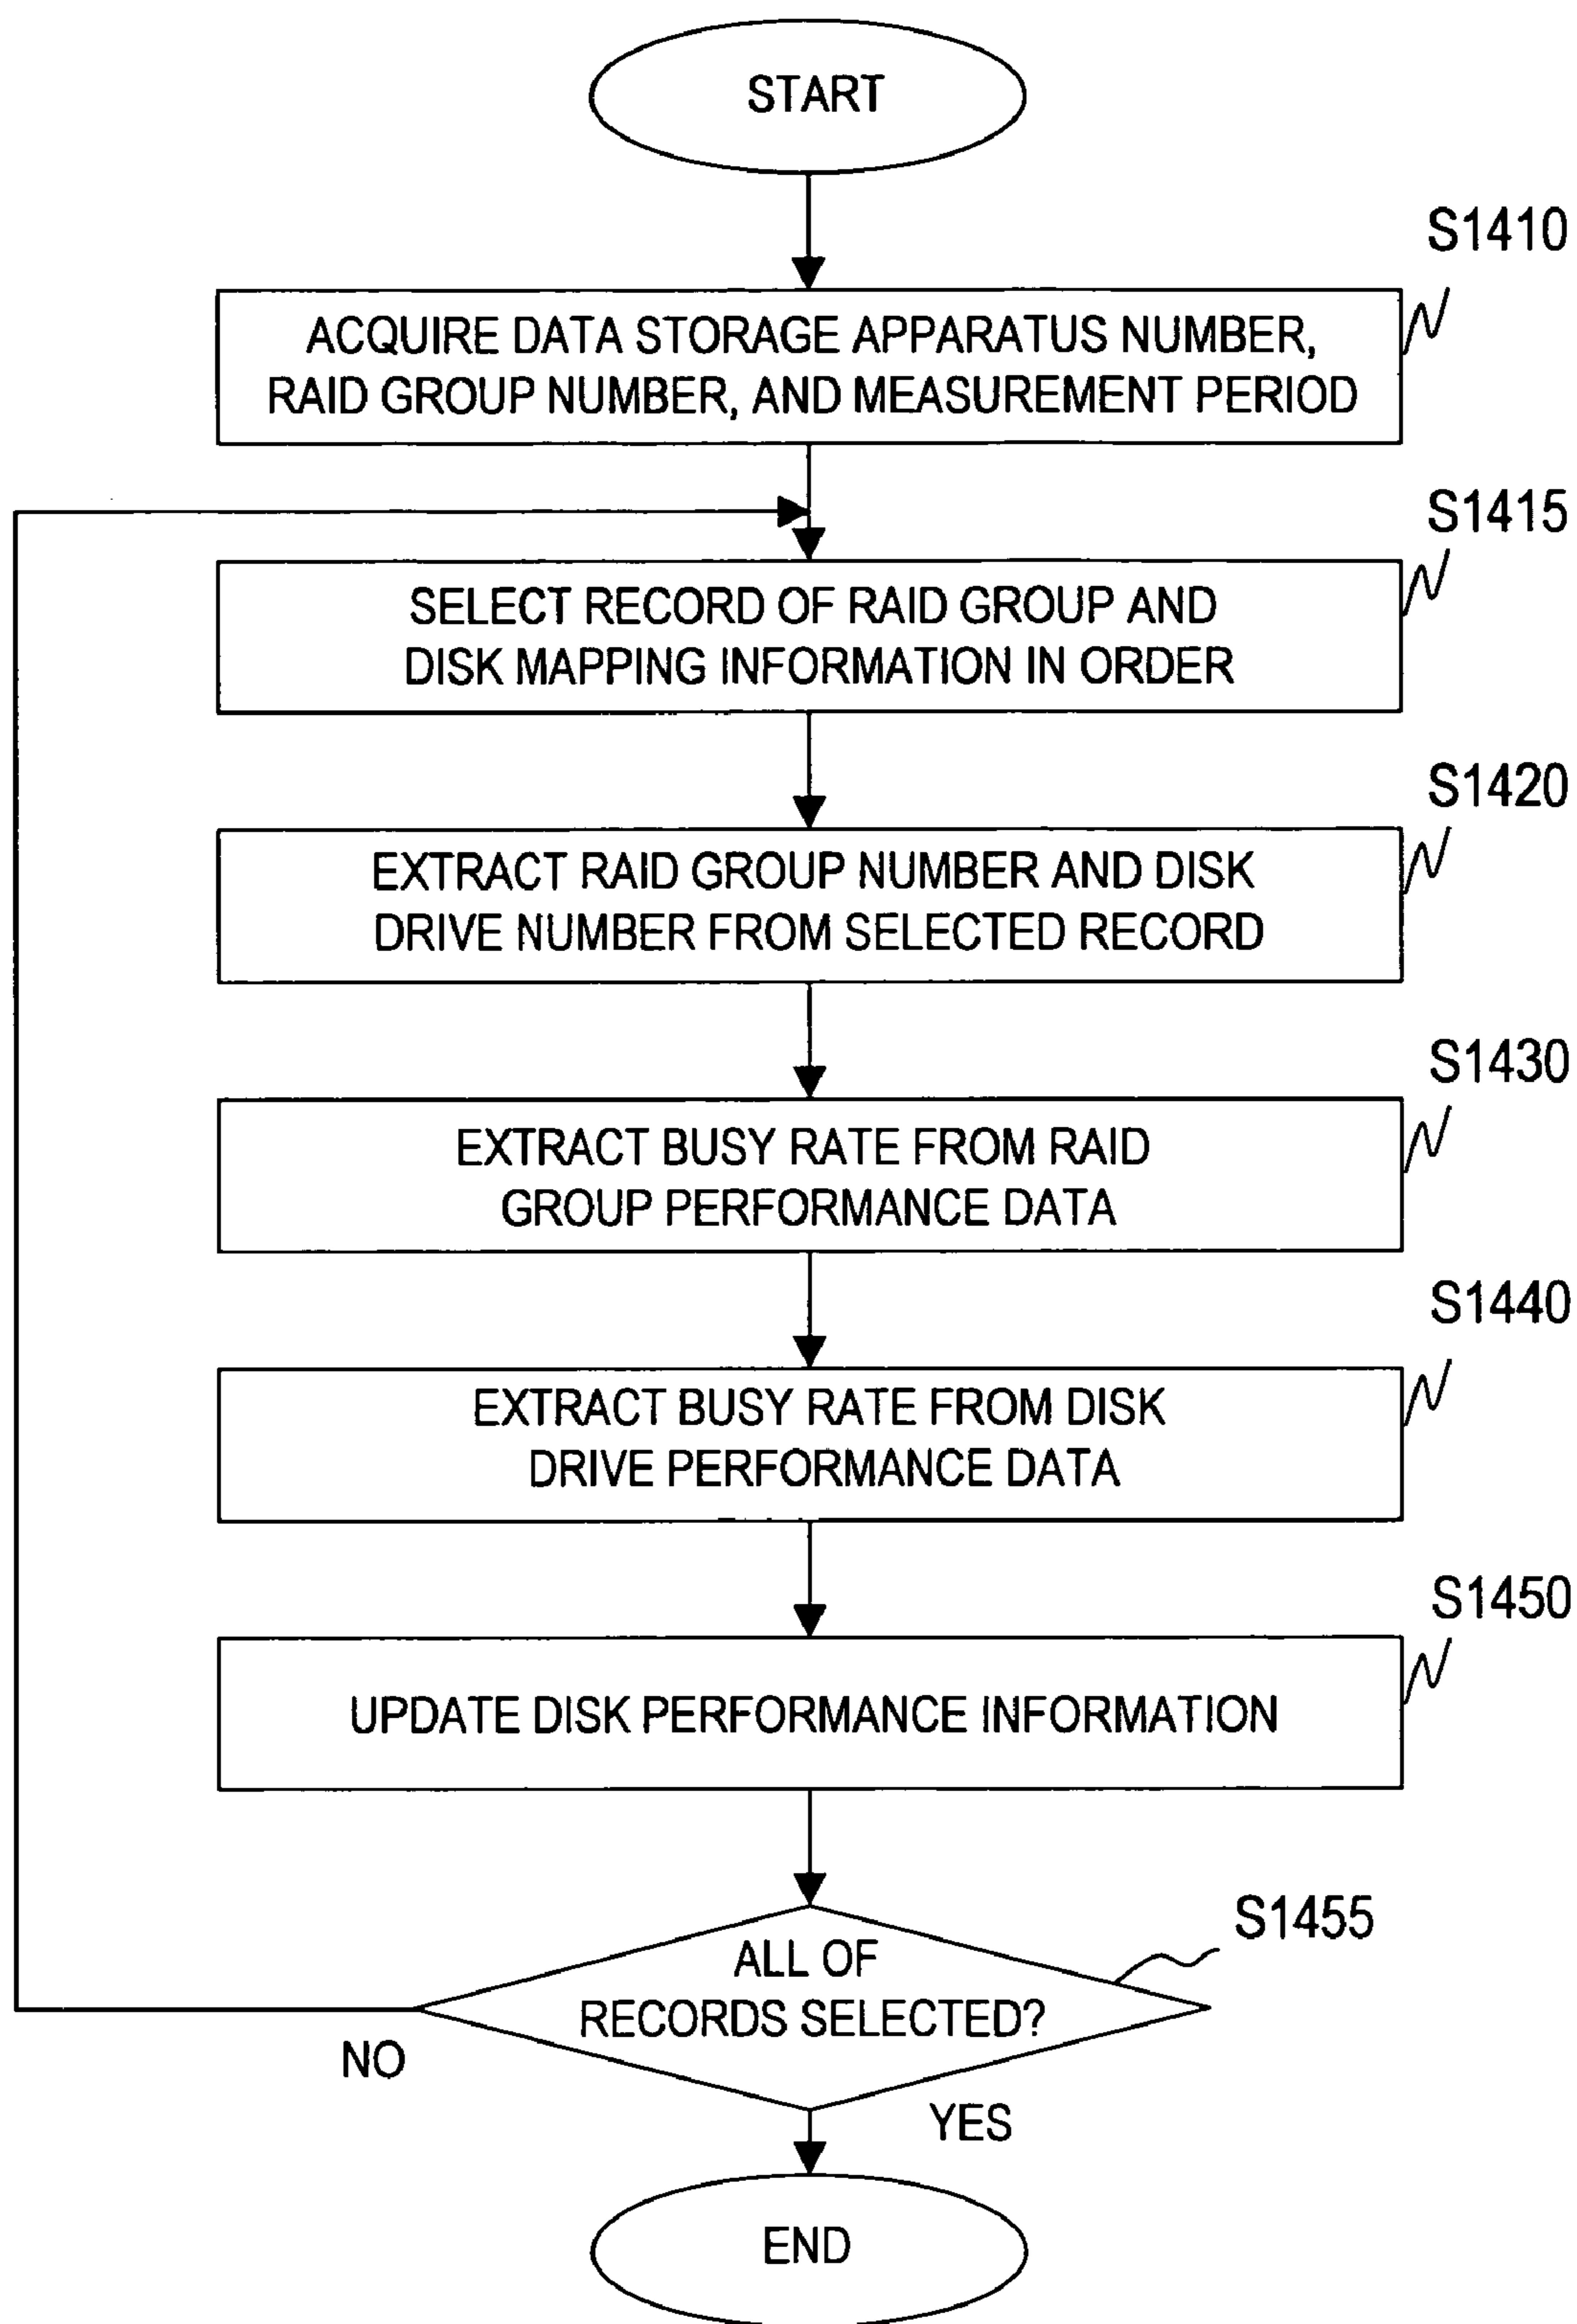 START
S1410
ACQUIRE DATA STORAGE APPARATUS NUMBER,
RAID GROUP NUMBER, AND MEASUREMENT PERIOD
S1415
SELECT RECORD OF RAID GROUP AND
DISK MAPPING INFORMATION IN ORDER
S1420
EXTRACT RAID GROUP NUMBER AND DISK
DRIVE NUMBER FROM SELECTED RECORD
S1430
EXTRACT BUSY RATE FROM RAID
GROUP PERFORMANCE DATA
S1440
EXTRACT BUSY RATE FROM DISK
DRIVE PERFORMANCE DATA
S1450
UPDATE DISK PERFORMANCE INFORMATION
S1455
ALL OF
RECORDS SELECTED?
NO
YES
END